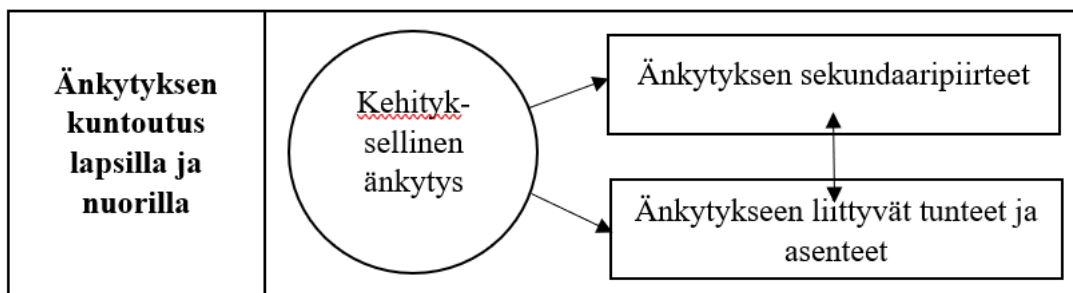 Änkytyksen
kuntoutus
lapsilla ja
nuorilla
Kehityk-
sellinen
änkytys
Änkytyksen sekundaaripiirteet
Änkytykseen liittyvät tunteet ja
asenteet